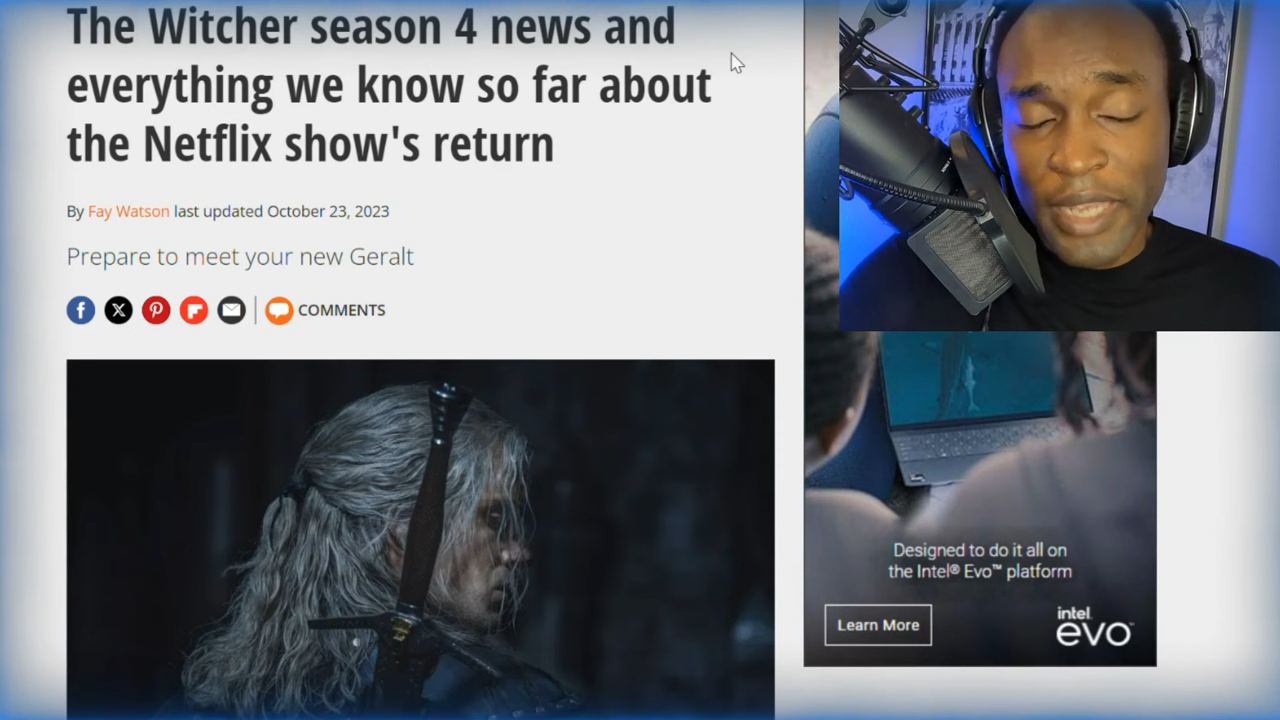 The Witcher season 4 news and
everything we know so far about
the Netflix show's return
By Fay Watson last updated October 23, 2023
Prepare to meet your new Geralt
COMMENTS
Designed to do it all on
the Intel® Evo™ platform
Learn More
intel
evo